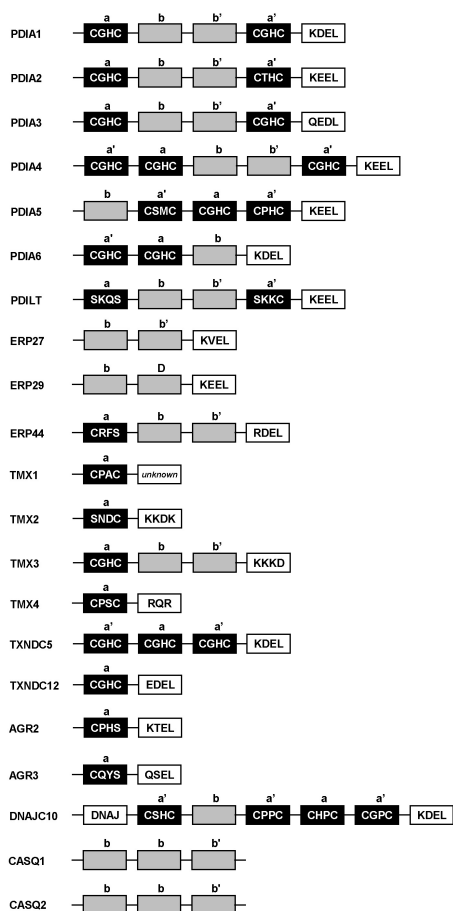 a b b’ a’
PDIA1 CGHC CGHC KDEL
a b b’ a'
PDIA2 CGHC CTHC KEEL
a b b’ a'
PDIA3 CGHC CGHC QEDL
a' a b b’ a'
PDIA4 CGHC CGHC CGHC KEEL
b a' a a’
PDIA5 CSMC CGHC CPHC KEEL
a' a b
PDIA6 CGHC CGHC KDEL
a b b’ a’
PDILT SKQS SKKC KEEL
b b’
ERP27 KVEL
b D
ERP29 KEEL
a b b’
ERP44 CRFS RDEL
a
TMX1 CPAC unknown
a
TMX2 SNDC KKDK
a b b’
TMX3 CGHC KKKD
a
TMX4 CPSC RQR
a’ a a’
TXNDC5 CGHC CGHC CGHC KDEL
a
TXNDC12 CGHC EDEL
a
AGR2 CPHS KTEL
a
AGR3 CQYS QSEL
a’ b a’ a a’
DNAJC10 DNAJ CSHC CPPC CHPC CGPC KDEL
b b b'
CASQ1
b b b'
CASQ2